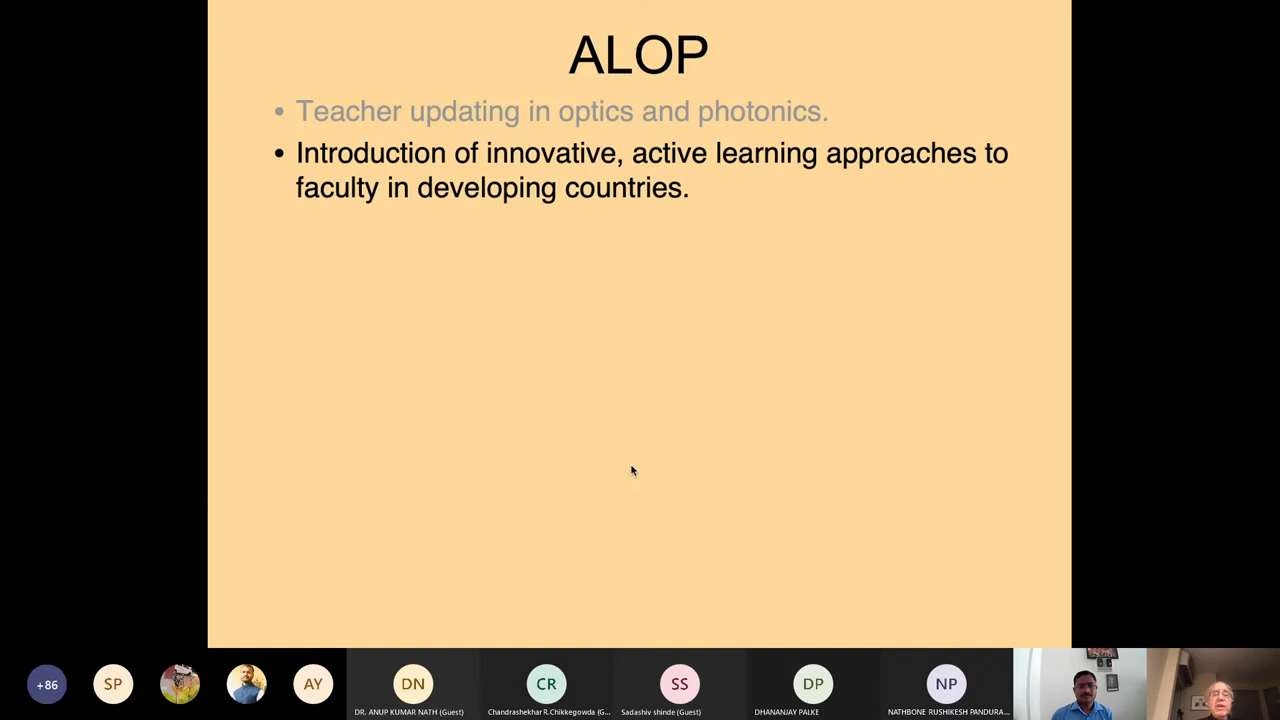 ALOP
• Teacher updating in optics and photonics.
• Introduction of innovative, active learning approaches to
faculty in developing countries.
+86
SP
AY
DN
CR
SS
DP
NP
DR. ANUP KUMAR NATH (Guest)
Chandrashekhar R.Chikkegowda (G...
Sadashiv shinde (Guest)
DHANANJAY PALKE
NATHBONE RUSHIKESH PANDURA...